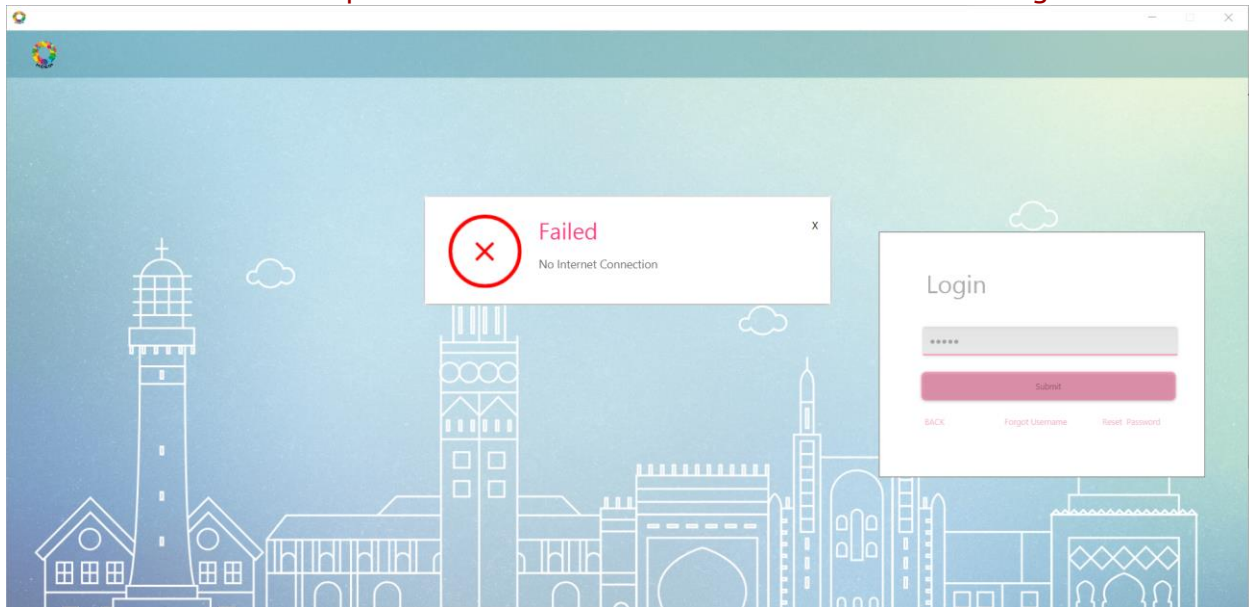 Failed
X
No Internet Connection
Login
•••••
Submit
BACK Forgot Username Reset Password